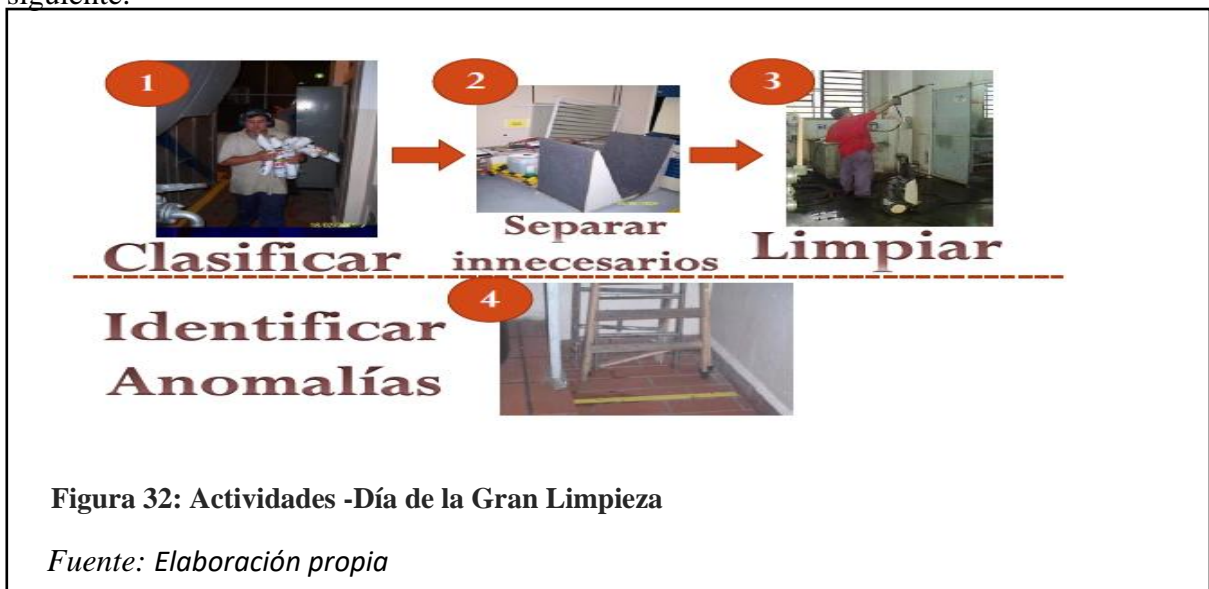 siguiente:
1
2
3
Clasificar
Separar
innecesarios
Limpiar
4
Identificar
Anomalías
Figura 32: Actividades -Día de la Gran Limpieza
Fuente: Elaboración propia